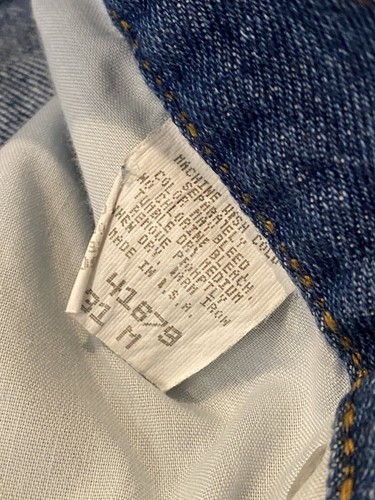 MACHINE WASH COLD
SEPARATELY
COLOR MAY BLEED
NO CHLORINE BLEACH
TUMBLE DRY MEDIUM
REMOVE PROMPTLY
WHEN DRY WARM IRON
MADE IN U.S.A.
41679
91 M